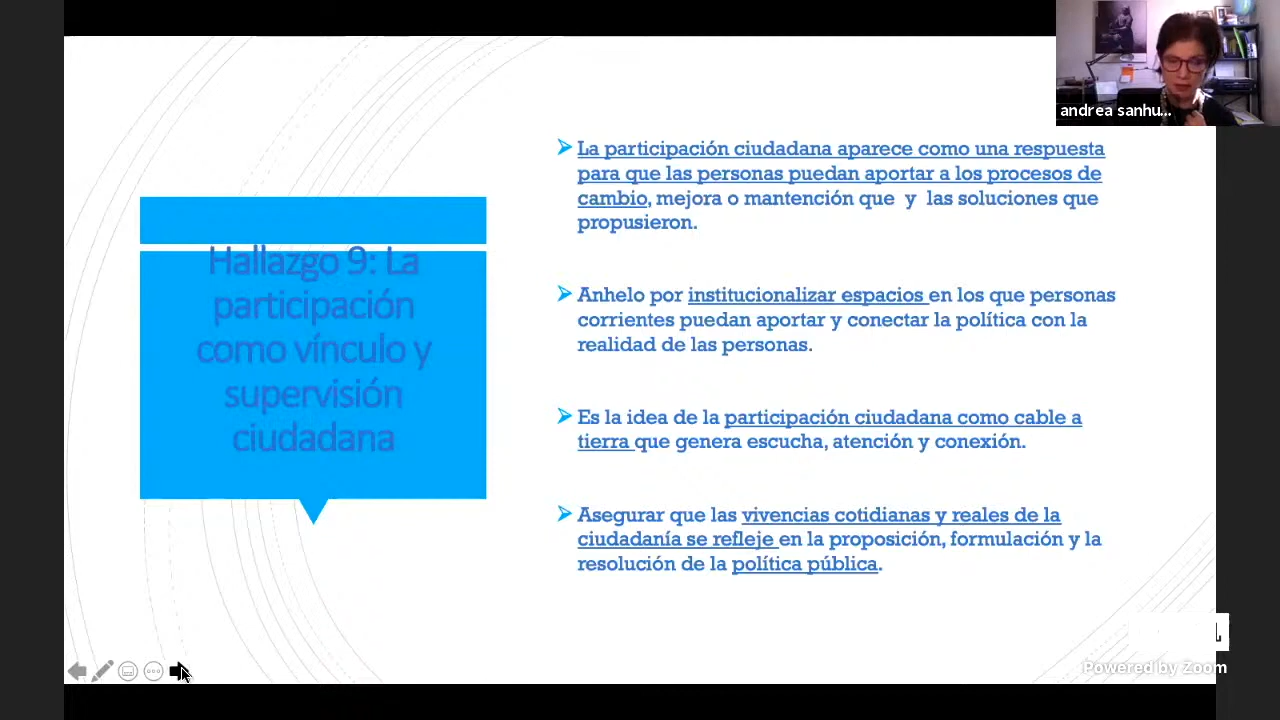 andrea sanhu...
Hallazgo 9: La
participación
como vínculo y
supervisión
ciudadana
La participación ciudadana aparece como una respuesta
para que las personas puedan aportar a los procesos de
cambio, mejora o mantención que y las soluciones que
propusieron.
Anhelo por institucionalizar espacios en los que personas
corrientes puedan aportar y conectar la política con la
realidad de las personas.
Es la idea de la participación ciudadana como cable a
tierra que genera escucha, atención y conexión.
Asegurar que las vivencias cotidianas y reales de la
ciudadanía se refleje en la proposición, formulación y la
resolución de la política pública.
Powered by Zoom